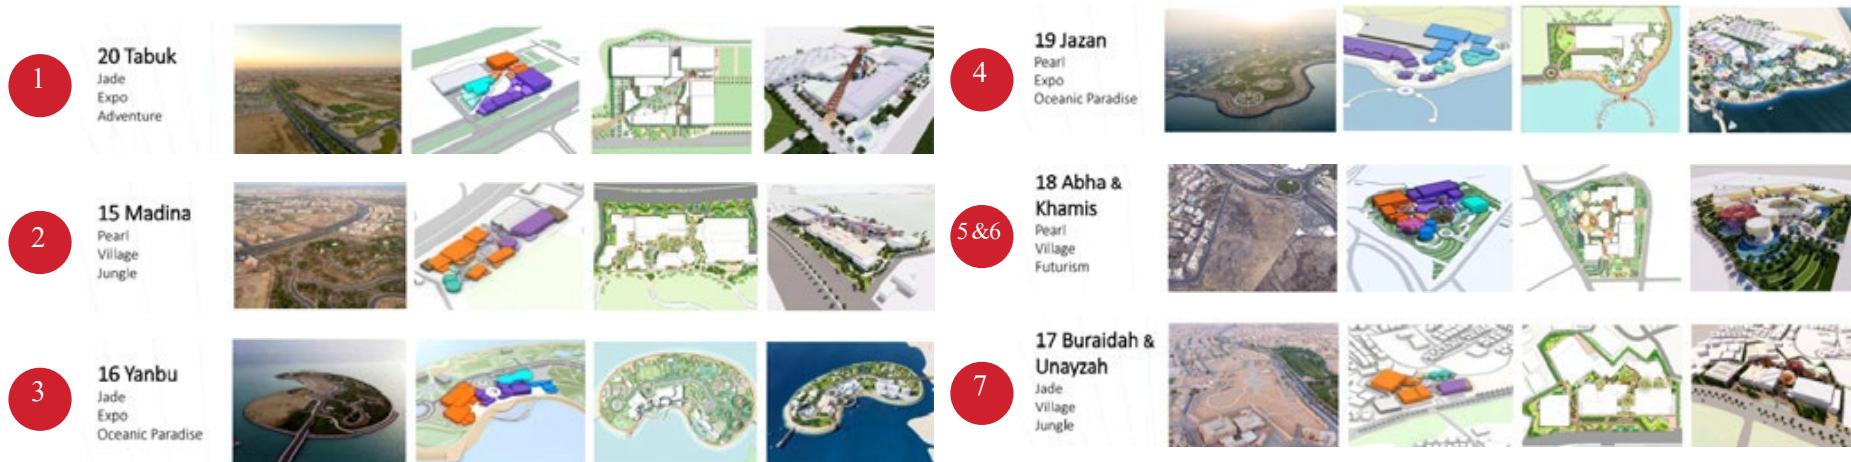 1
20 Tabuk
Jade
Expo
Adventure
2
15 Madina
Pearl
Village
Jungle
3
16 Yanbu
Jade
Expo
Oceanic Paradise
4
19 Jazan
Pearl
Expo
Oceanic Paradise
5&6
18 Abha &
Khamis
Pearl
Village
Futurism
7
17 Buraidah &
Unayzah
Jade
Village
Jungle